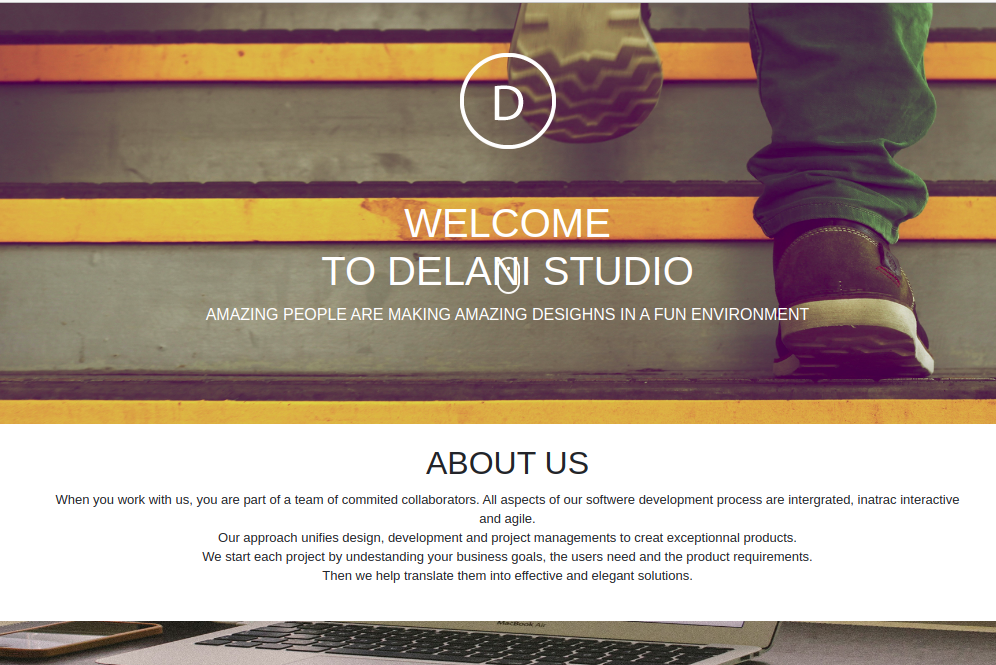 D
WELCOME
TO DELANI STUDIO
AMAZING PEOPLE ARE MAKING AMAZING DESIGHNS IN A FUN ENVIRONMENT
ABOUT US
When you work with us, you are part of a team of commited collaborators. All aspects of our softwere development process are intergrated, inatrac interactive
and agile.
Our approach unifies design, development and project managements to creat exceptionnal products.
We start each project by undestanding your business goals, the users need and the product requirements.
Then we help translate them into effective and elegant solutions.
MacBook Air